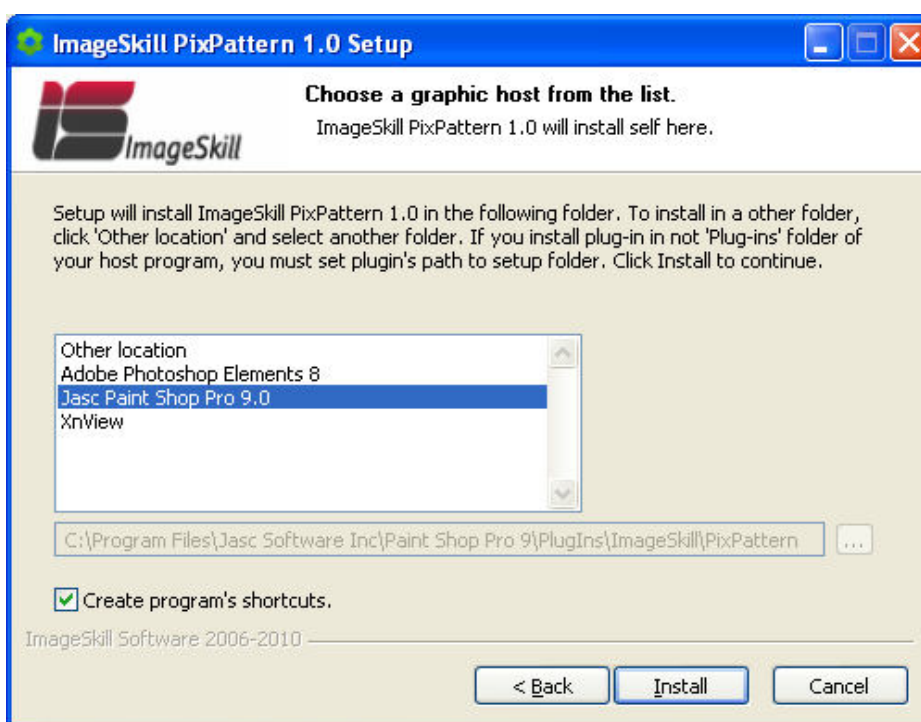 ImageSkill PixPattern 1.0 Setup
ImageSkill
Choose a graphic host from the list.
ImageSkill PixPattern 1.0 will install self here.
Setup will install ImageSkill PixPattern 1.0 in the following folder. To install in a other folder,
click 'Other location' and select another folder. If you install plug-in in not 'Plug-ins' folder of
your host program, you must set plugin's path to setup folder. Click Install to continue.
Other location
Adobe Photoshop Elements 8
Jasc Paint Shop Pro 9.0
XnView
C:\Program Files\Jasc Software Inc\Paint Shop Pro 9\PlugIns\ImageSkill\PixPattern ...
Create program's shortcuts.
ImageSkill Software 2006-2010
< Back Install Cancel